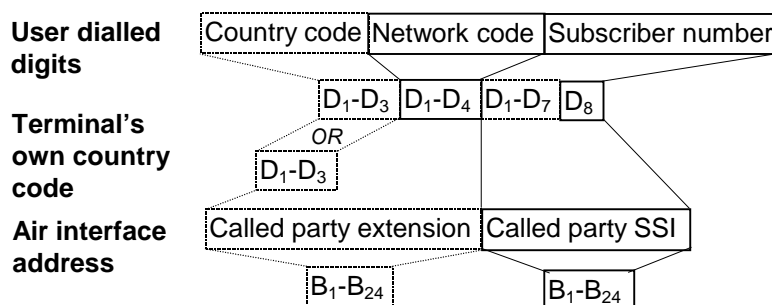 User dialled digits
Country code Network code Subscriber number
D1-D3 D1-D4 D1-D7 D8
Terminal's own country code
OR
D1-D3
Air interface address
Called party extension Called party SSI
B1-B24 B1-B24